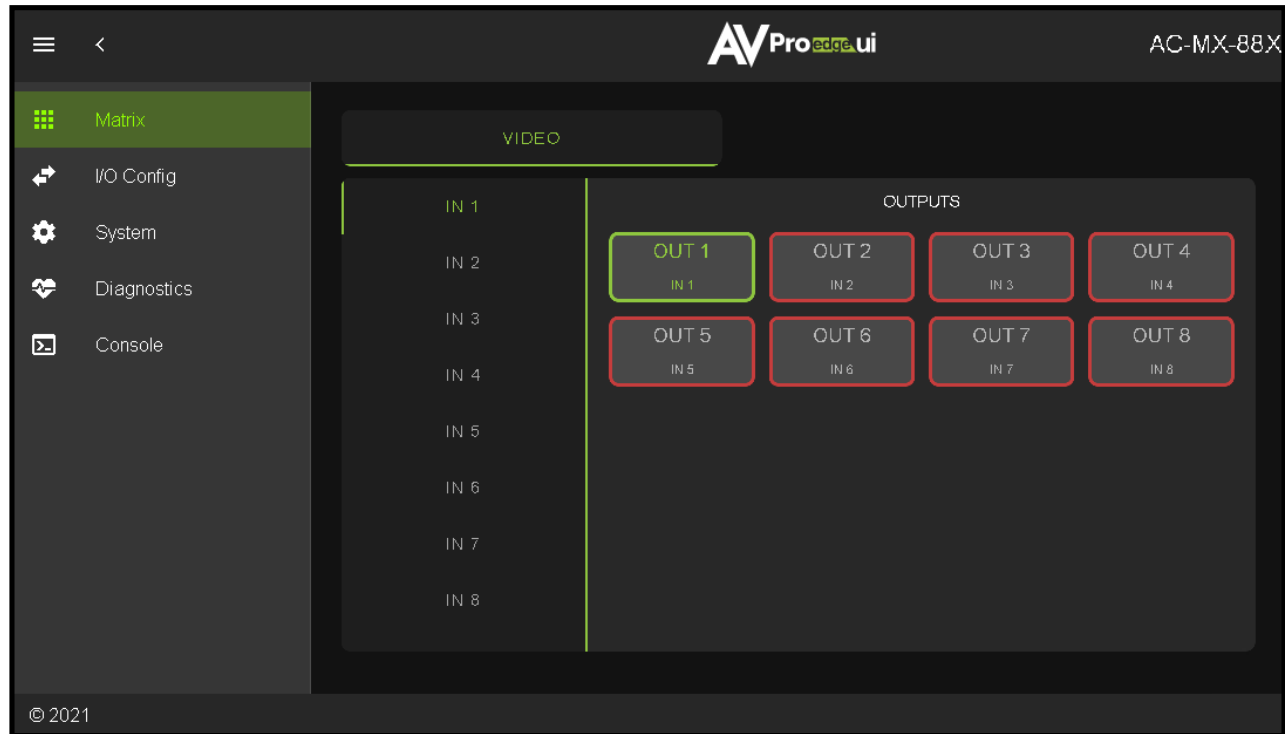 AVPro edge.ui
AC-MX-88X
Matrix
I/O Config
System
Diagnostics
Console
VIDEO
IN 1
IN 2
IN 3
IN 4
IN 5
IN 6
IN 7
IN 8
OUTPUTS
OUT 1 OUT 2 OUT 3 OUT 4
IN 1 IN 2 IN 3 IN 4
OUT 5 OUT 6 OUT 7 OUT 8
IN 5 IN 6 IN 7 IN 8
© 2021